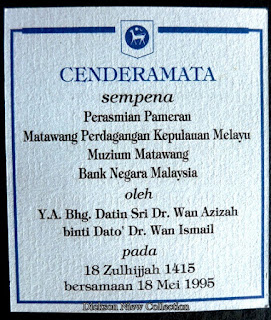 CENDERAMATA
sempena
Perasmian Pameran
Matawang Perdagangan Kepulauan Melayu
Muzium Matawang
Bank Negara Malaysia
oleh
Y.A. Bhg. Datin Sri Dr. Wan Azizah
binti Dato' Dr. Wan Ismail
pada
18 Zulhijjah 1415
bersamaan 18 Mei 1995
Dickson Niew Collection